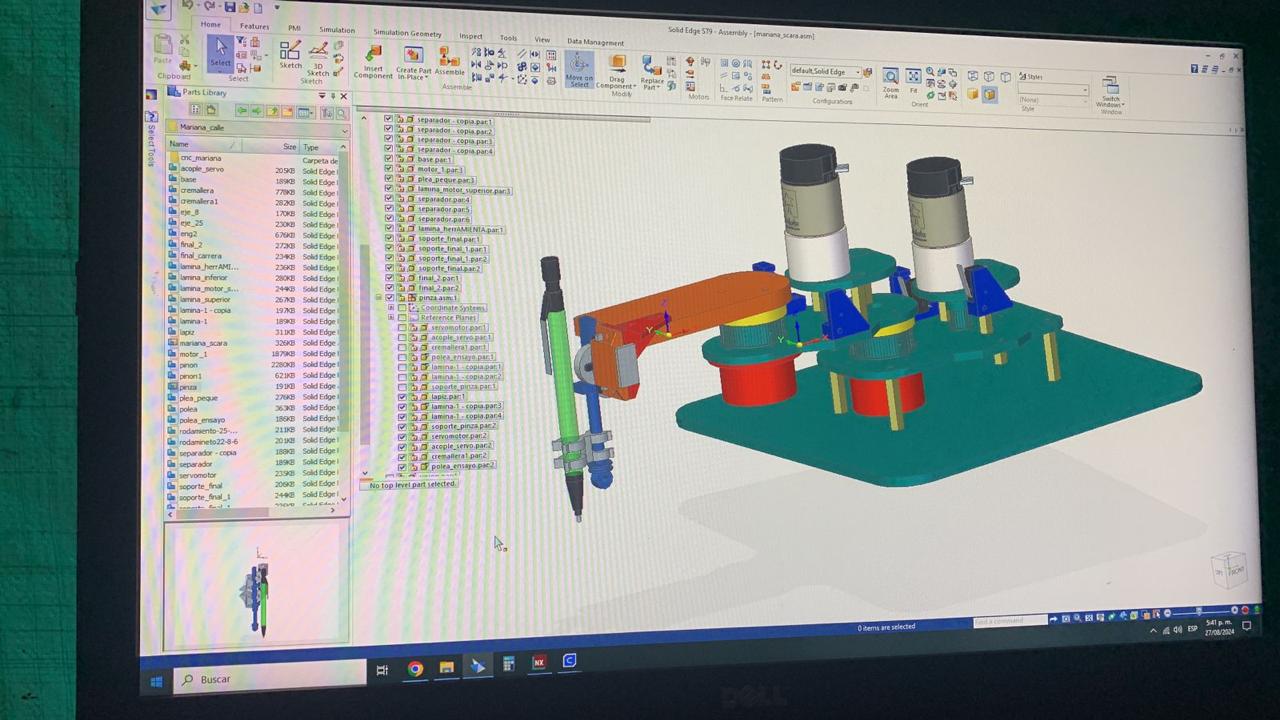 Solid Edge ST9 - Assembly - [mariana_scara.asm]
Home
Features
PMI
Simulation
Simulation Geometry
Inspect
Tools
View
Data Management
Paste
Clipboard
Select
Select
Sketch
3D Sketch
Sketch
Insert Component
Create Part In-Place
Assemble
Assemble
Move on Select
Drag Component
Modify
Replace Part
Motors
Face Relate
Pattern
default,Solid Edge
Configurations
Zoom Area
Fit
Orient
Styles
(None)
Style
Switch Windows
Window
Select Tools
Parts Library
Mariana_calle
Name Size Type
cnc_mariana Carpeta de
acople_servo 205KB Solid Edge
base 189KB Solid Edge
cremallera 778KB Solid Edge
cremallera1 282KB Solid Edge
eje_8 170KB Solid Edge
eje_25 230KB Solid Edge
eng2 676KB Solid Edge
final_2 272KB Solid Edge
final_carrera 234KB Solid Edge
lamina_herrAMI... 236KB Solid Edge
lamina_inferior 280KB Solid Edge
lamina_motor_s... 244KB Solid Edge
lamina_superior 267KB Solid Edge
lamina-1 - copia 197KB Solid Edge
lamina-1 189KB Solid Edge
lapiz 311KB Solid Edge
mariana_scara 326KB Solid Edge
motor_1 1879KB Solid Edge
pinon 2280KB Solid Edge
pinon1 621KB Solid Edge
pinza 191KB Solid Edge
plea_peque 276KB Solid Edge
polea 363KB Solid Edge
polea_ensayo 186KB Solid Edge
rodamiento-25-... 211KB Solid Edge
rodamineto22-8-6 201KB Solid Edge
separador - copia 188KB Solid Edge
separador 189KB Solid Edge
servomotor 235KB Solid Edge
soporte_final 206KB Solid Edge
soporte_final_1 244KB Solid Edge
separador - copia.par:1
separador - copia.par:2
separador - copia.par:3
separador - copia.par:4
base.par:1
motor_1.par:3
plea_peque.par:3
lamina_motor_superior.par:3
separador.par:4
separador.par:5
separador.par:6
lamina_herrAMIENTA.par:1
soporte_final.par:1
soporte_final_1.par:1
soporte_final_1.par:2
soporte_final.par:2
final_2.par:1
final_2.par:2
pinza.asm:1
Coordinate Systems
Reference Planes
servomotor.par:1
acople_servo.par:1
cremallera1.par:1
polea_ensayo.par:1
lamina-1 - copia.par:1
lamina-1 - copia.par:2
soporte_pinza.par:1
lapiz.par:1
lamina-1 - copia.par:3
lamina-1 - copia.par:4
soporte_pinza.par:2
servomotor.par:2
acople_servo.par:2
cremallera1.par:2
polea_ensayo.par:2
No top level part selected.
Z
Y
Y
FRONT
0 items are selected
Find a command
Buscar
NX
C
ESP
5:41 p. m.
27/08/2024
DELL